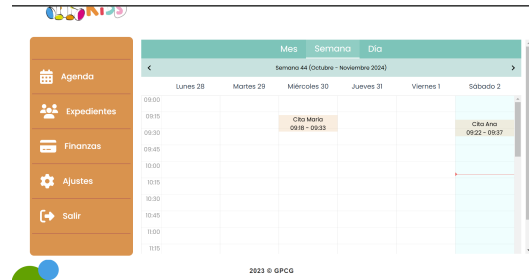 KIDS
Mes Semana Día
Semana 44 (Octubre - Noviembre 2024)
Lunes 28 Martes 29 Miércoles 30 Jueves 31 Viernes 1 Sábado 2
Agenda
Expedientes
Finanzas
Ajustes
Salir
09:00
09:15
09:30
09:45
10:00
10:15
10:30
10:45
11:00
11:15
Cita Maria
09:18 - 09:33
Cita Ana
09:22 - 09:37
2023 © GPCG